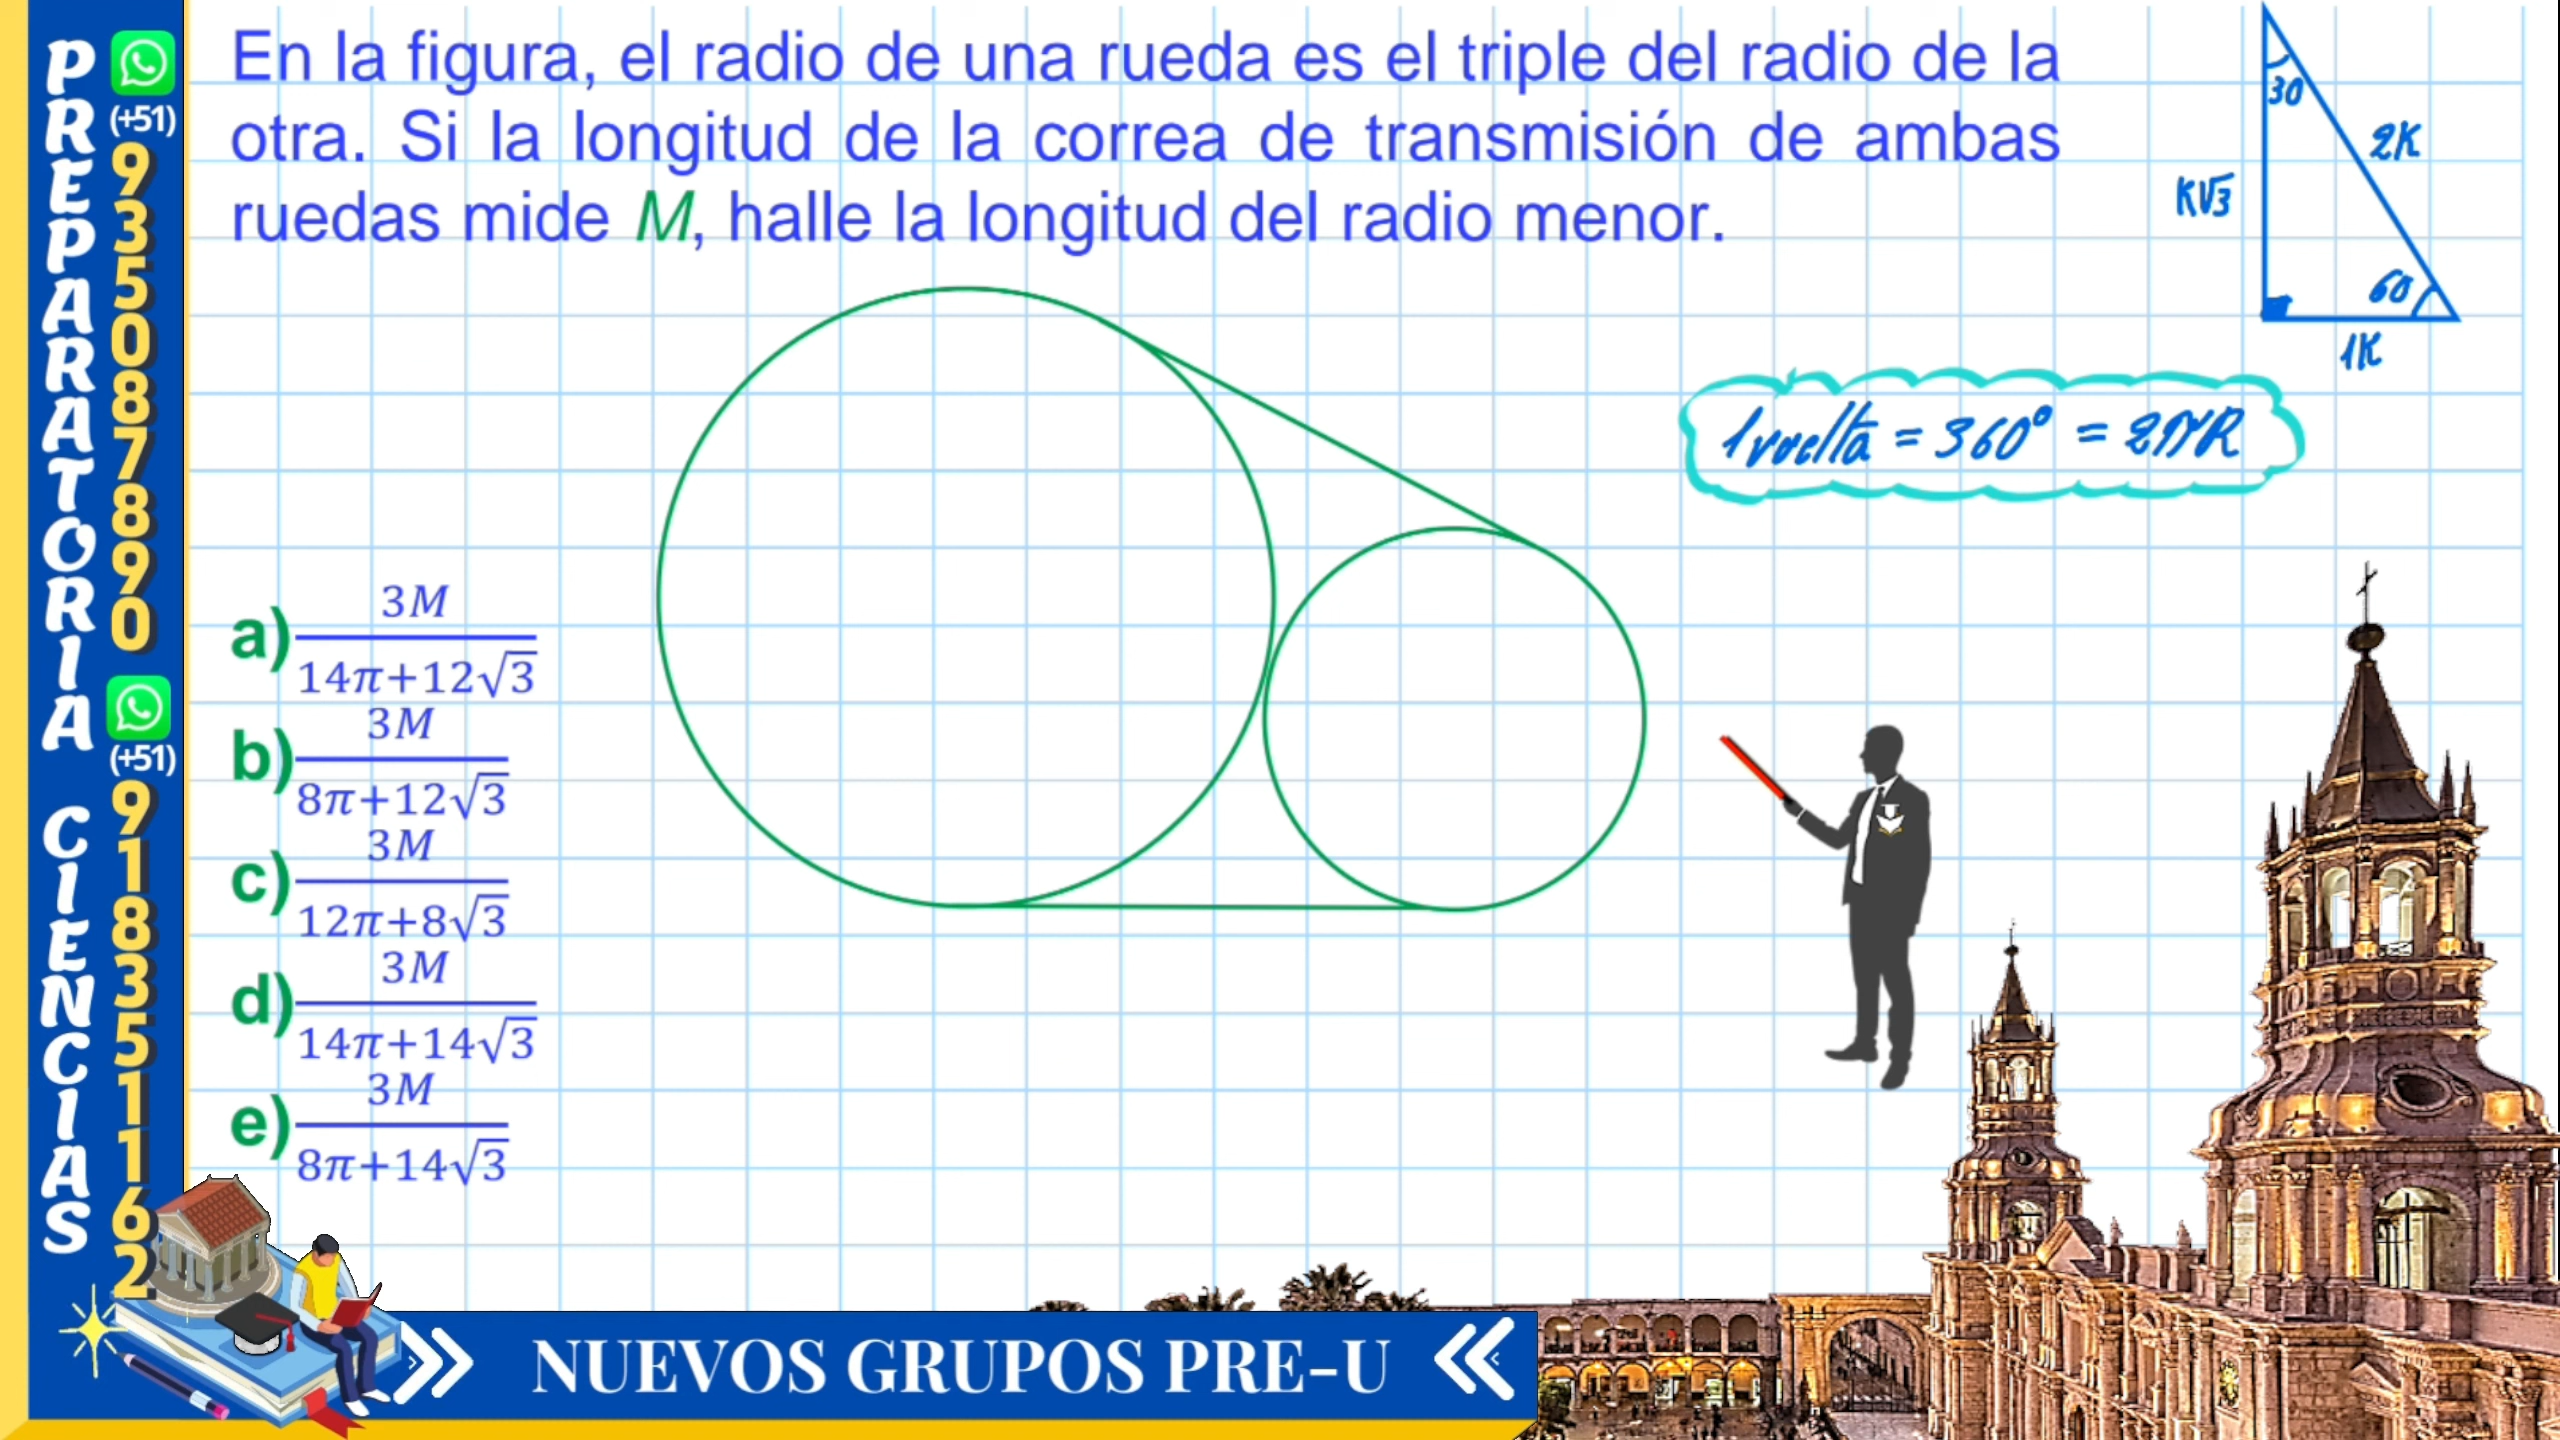 En la figura, el radio de una rueda es el triple del radio de la
otra. Si la longitud de la correa de transmisión de ambas
ruedas mide M, halle la longitud del radio menor.
a) 3M/(14π+12√3)
b) 3M/(8π+12√3)
c) 3M/(12π+8√3)
d) 3M/(14π+14√3)
e) 3M/(8π+14√3)
30
2K
K√3
60
1K
1 vuelta = 360° = 2πR
PREPARATORIA CIENCIAS
(+51)
935087890
(+51)
918351162
NUEVOS GRUPOS PRE-U